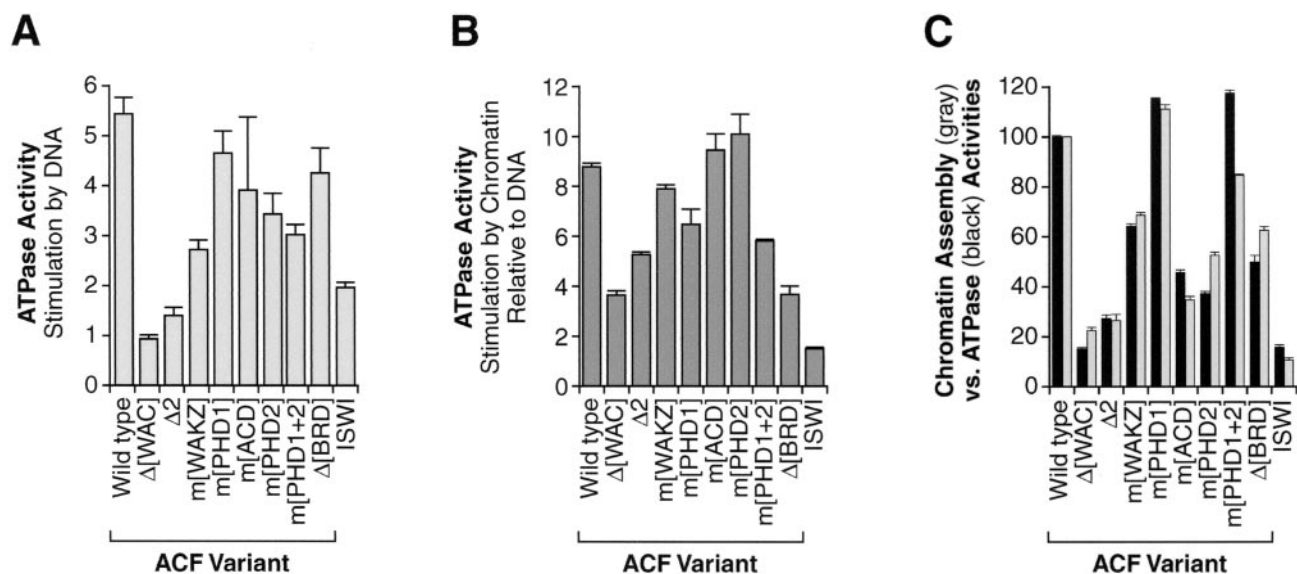 A
ATPase Activity
Stimulation by DNA
6
5
4
3
2
1
0
Wild type
Δ[WAC]
Δ2
m[WAKZ]
m[PHD1]
m[ACD]
m[PHD2]
m[PHD1+2]
Δ[BRD]
ISWI
ACF Variant
B
ATPase Activity
Stimulation by Chromatin
Relative to DNA
12
10
8
6
4
2
0
Wild type
Δ[WAC]
Δ2
m[WAKZ]
m[PHD1]
m[ACD]
m[PHD2]
m[PHD1+2]
Δ[BRD]
ISWI
ACF Variant
C
Chromatin Assembly (gray)
vs. ATPase (black) Activities
120
100
80
60
40
20
0
Wild type
Δ[WAC]
Δ2
m[WAKZ]
m[PHD1]
m[ACD]
m[PHD2]
m[PHD1+2]
Δ[BRD]
ISWI
ACF Variant